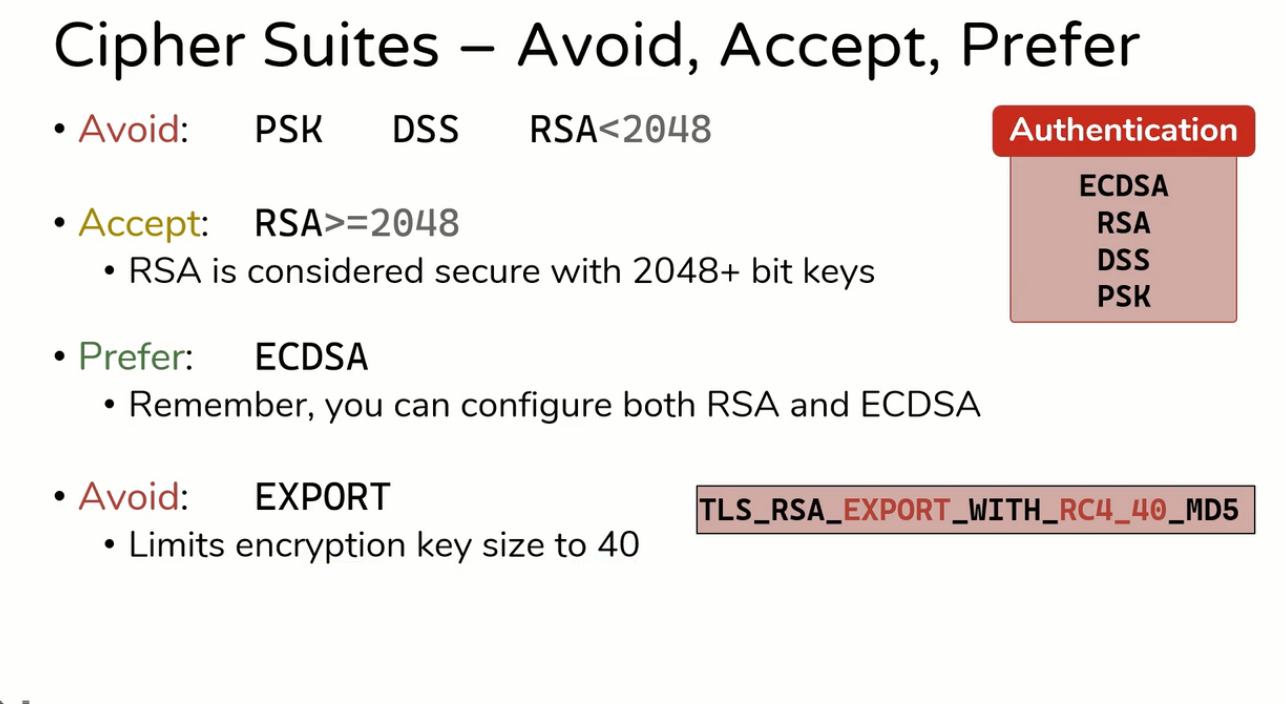 Cipher Suites – Avoid, Accept, Prefer
• Avoid: PSK DSS RSA<2048
• Accept: RSA>=2048
• RSA is considered secure with 2048+ bit keys
• Prefer: ECDSA
• Remember, you can configure both RSA and ECDSA
• Avoid: EXPORT
• Limits encryption key size to 40
Authentication
ECDSA
RSA
DSS
PSK
TLS_RSA_EXPORT_WITH_RC4_40_MD5